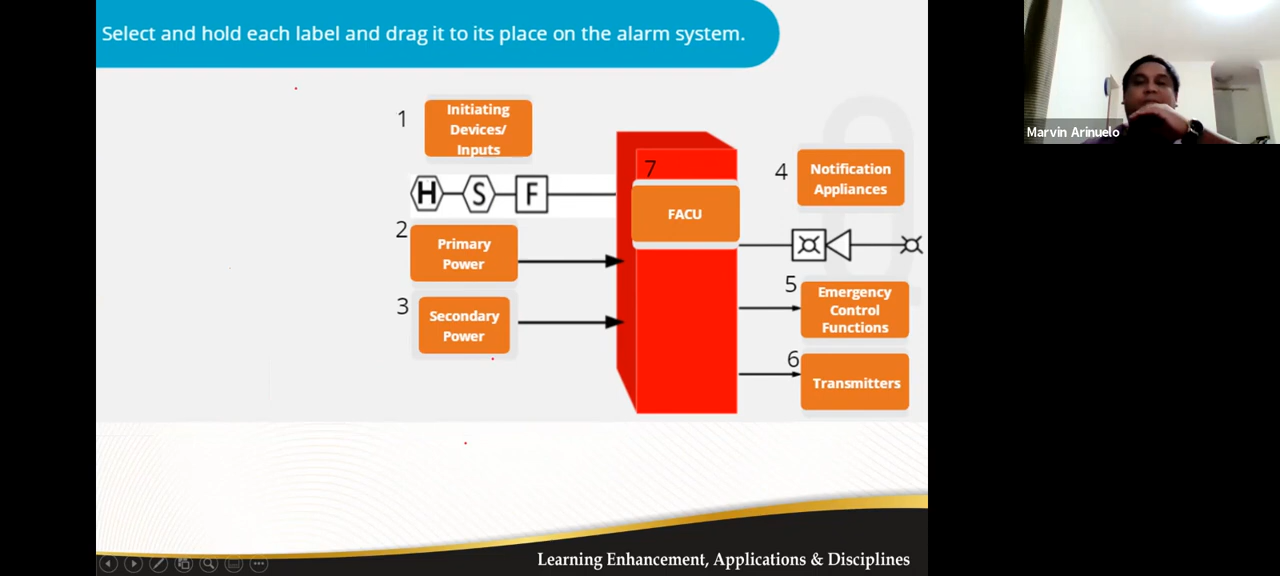 Select and hold each label and drag it to its place on the alarm system.
Marvin Arinuelo
1
Initiating
Devices/
Inputs
H S F
2
Primary
Power
3
Secondary
Power
7
FACU
4
Notification
Appliances
5
Emergency
Control
Functions
6
Transmitters
Learning Enhancement, Applications & Disciplines